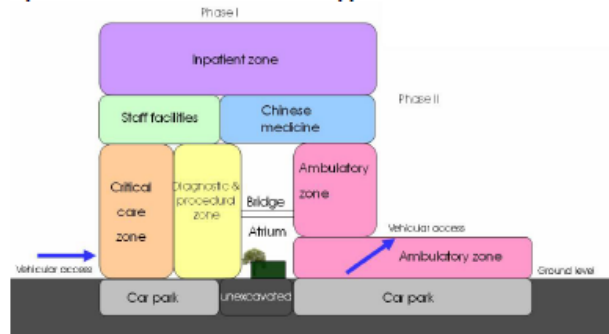 Phase I
Inpatient zone
Staff facilities
Chinese
medicine
Phase II
Critical
care
zone
Diagnostic &
procedural
zone
Bridge
Atrium
Ambulatory
zone
Vehicular access
Vehicular access
Ambulatory zone
Ground level
Car park
unexcavated
Car park